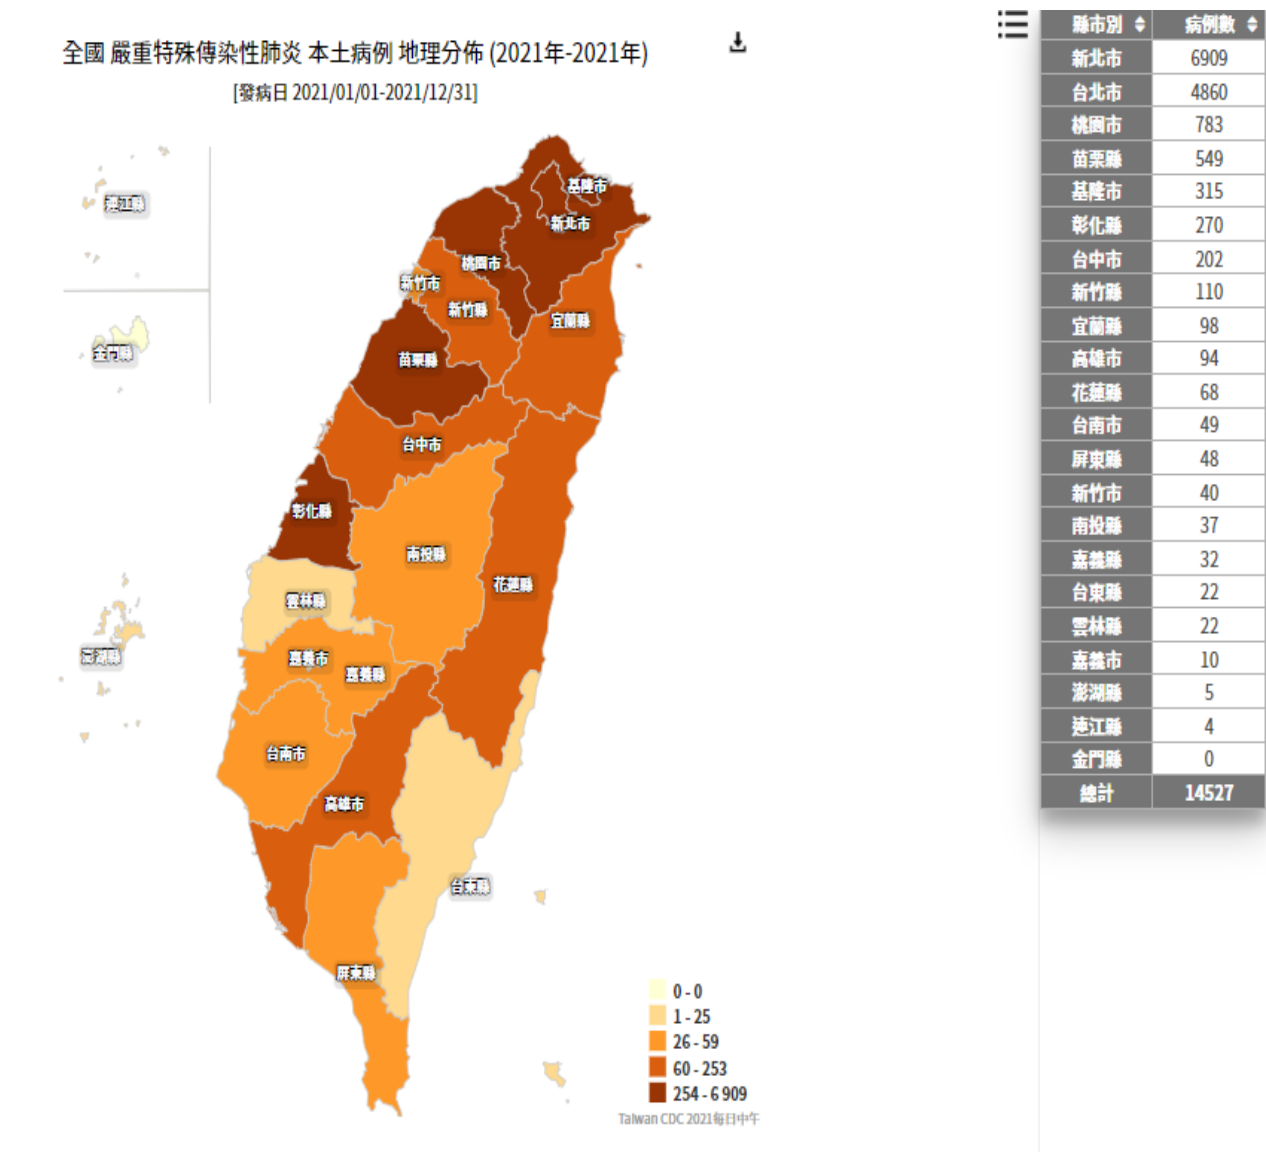 全國 嚴重特殊傳染性肺炎 本土病例 地理分佈 (2021年-2021年)
[發病日 2021/01/01-2021/12/31]
連江縣
金門縣
基隆市
新北市
桃園市
新竹市
新竹縣
宜蘭縣
苗栗縣
台中市
彰化縣
南投縣
花蓮縣
雲林縣
澎湖縣
嘉義市
嘉義縣
台南市
高雄市
台東縣
屏東縣
0 - 0
1 - 25
26 - 59
60 - 253
254 - 6 909
Taiwan CDC 2021每日中午
縣市別 病例數
新北市 6909
台北市 4860
桃園市 783
苗栗縣 549
基隆市 315
彰化縣 270
台中市 202
新竹縣 110
宜蘭縣 98
高雄市 94
花蓮縣 68
台南市 49
屏東縣 48
新竹市 40
南投縣 37
嘉義縣 32
台東縣 22
雲林縣 22
嘉義市 10
澎湖縣 5
連江縣 4
金門縣 0
總計 14527